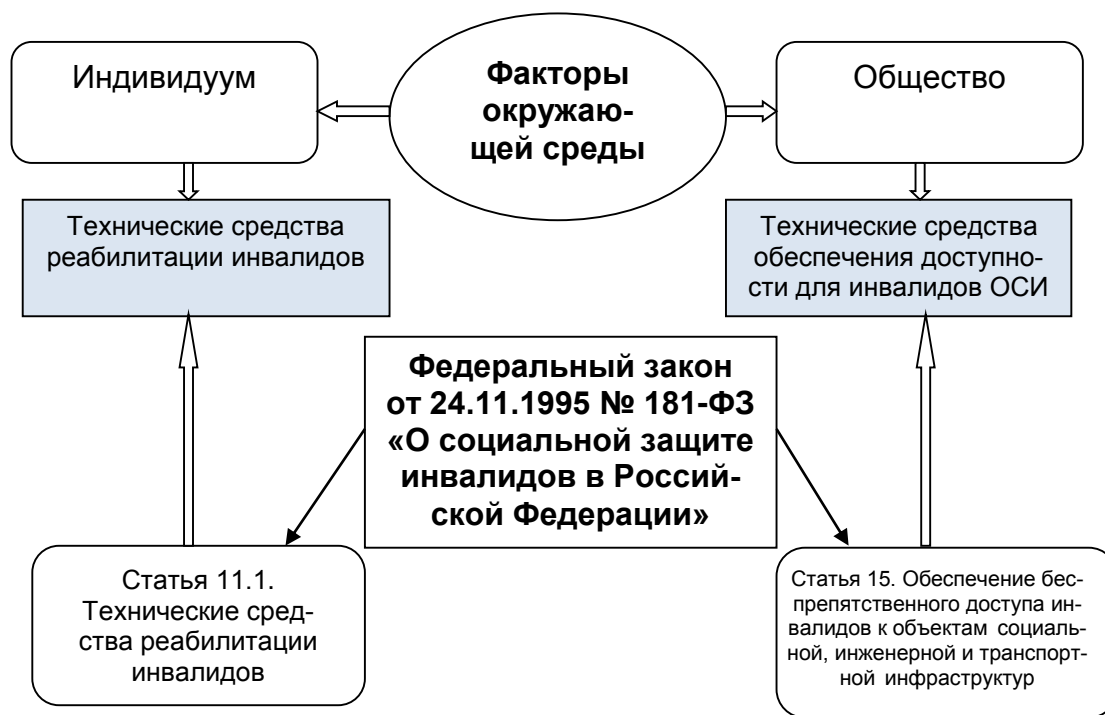 Индивидуум
Факторы
окружаю-
щей среды
Общество
Технические средства
реабилитации инвалидов
Технические средства
обеспечения доступно-
сти для инвалидов ОСИ
Федеральный закон
от 24.11.1995 № 181-ФЗ
«О социальной защите
инвалидов в Россий-
ской Федерации»
Статья 11.1.
Технические сред-
ства реабилитации
инвалидов
Статья 15. Обеспечение бес-
препятственного доступа ин-
валидов к объектам социаль-
ной, инженерной и транспорт-
ной инфраструктур